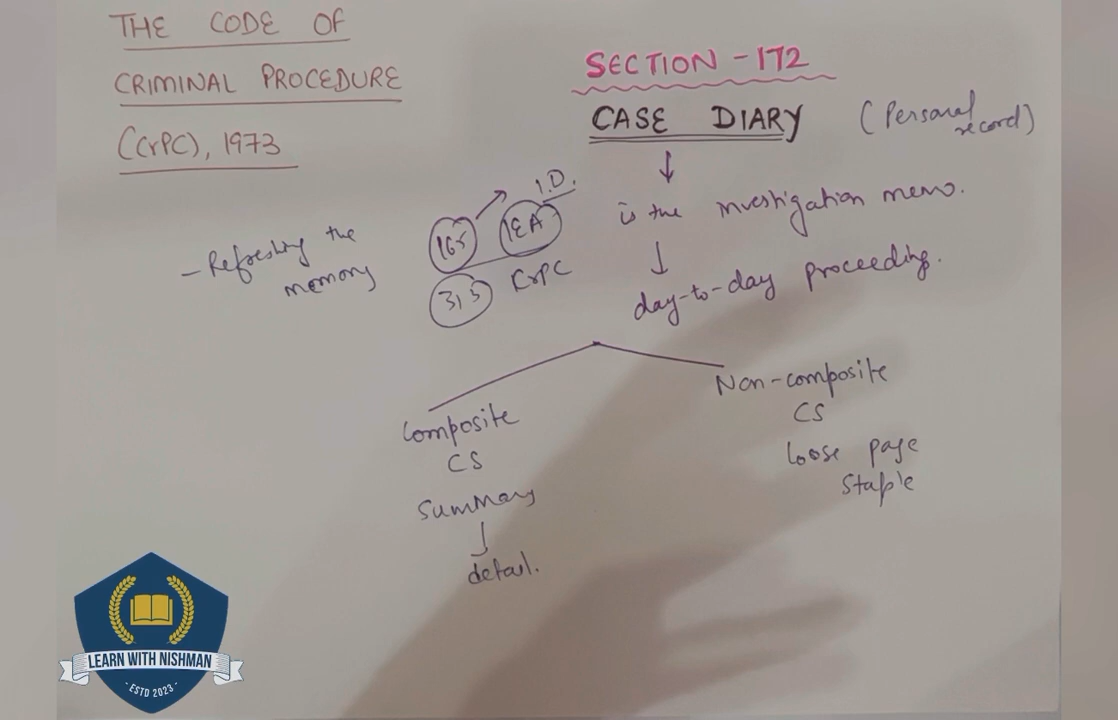 THE CODE OF
CRIMINAL PROCEDURE
(CrPC), 1973
SECTION - 172
CASE DIARY (Personal
record)
is the investigation memo.
day-to-day proceeding.
- Refreshing the
memory
165 IEA I.D.
313 CrPC
Composite
CS
Summary
detail.
Non-composite
CS
Loose page
Staple
LEARN WITH NISHMAN
· ESTD 2023 ·